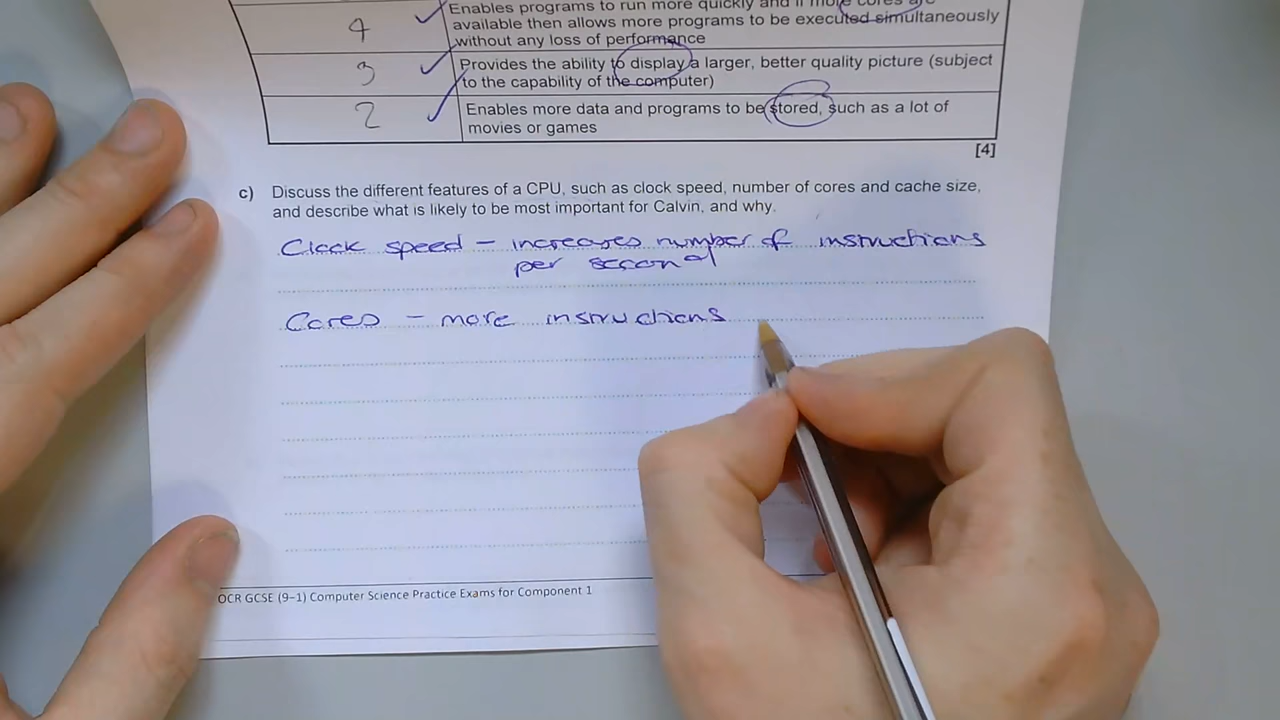 Enables programs to run more quickly and if more cores are
4 available then allows more programs to be executed simultaneously
without any loss of performance
3 Provides the ability to display a larger, better quality picture (subject
to the capability of the computer)
2 Enables more data and programs to be stored, such as a lot of
movies or games
[4]
c) Discuss the different features of a CPU, such as clock speed, number of cores and cache size,
and describe what is likely to be most important for Calvin, and why.
Clock speed – increases number of instructions
per second
Cores – more instructions
OCR GCSE (9–1) Computer Science Practice Exams for Component 1